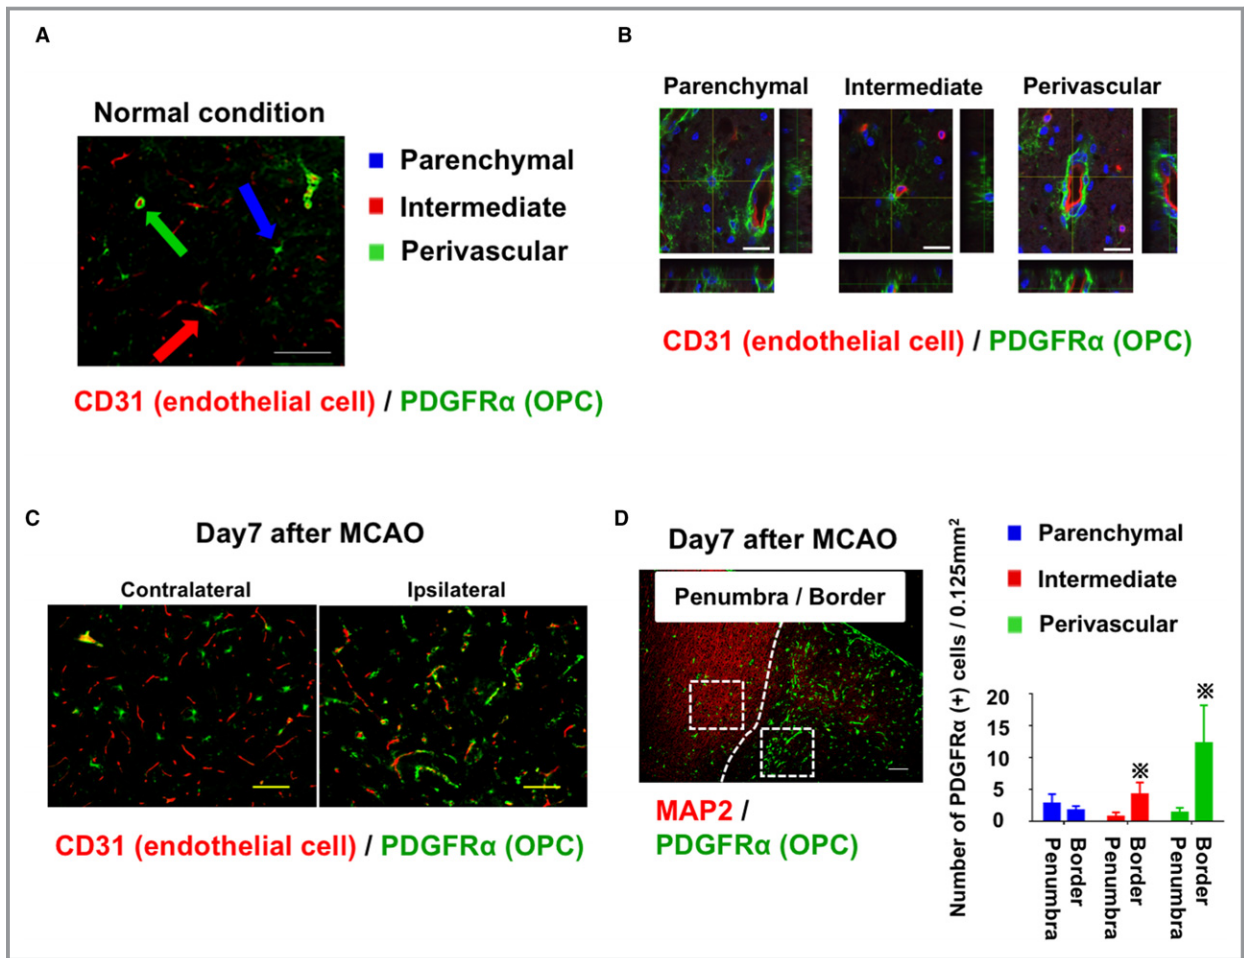 A
Normal condition
Parenchymal
Intermediate
Perivascular
CD31 (endothelial cell) / PDGFRα (OPC)
B
Parenchymal
Intermediate
Perivascular
CD31 (endothelial cell) / PDGFRα (OPC)
C
Day7 after MCAO
Contralateral
Ipsilateral
CD31 (endothelial cell) / PDGFRα (OPC)
D
Day7 after MCAO
Penumbra / Border
MAP2 /
PDGFRα (OPC)
Parenchymal
Intermediate
Perivascular
Number of PDGFRα (+) cells / 0.125mm²
20
15
10
5
0
※
※
Penumbra
Border
Penumbra
Border
Penumbra
Border